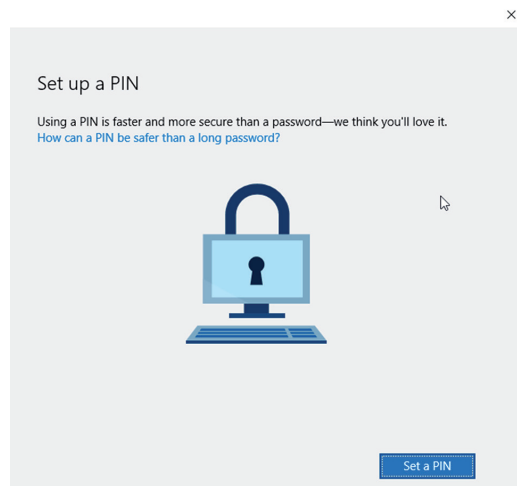 Set up a PIN
Using a PIN is faster and more secure than a password—we think you'll love it.
How can a PIN be safer than a long password?
Set a PIN